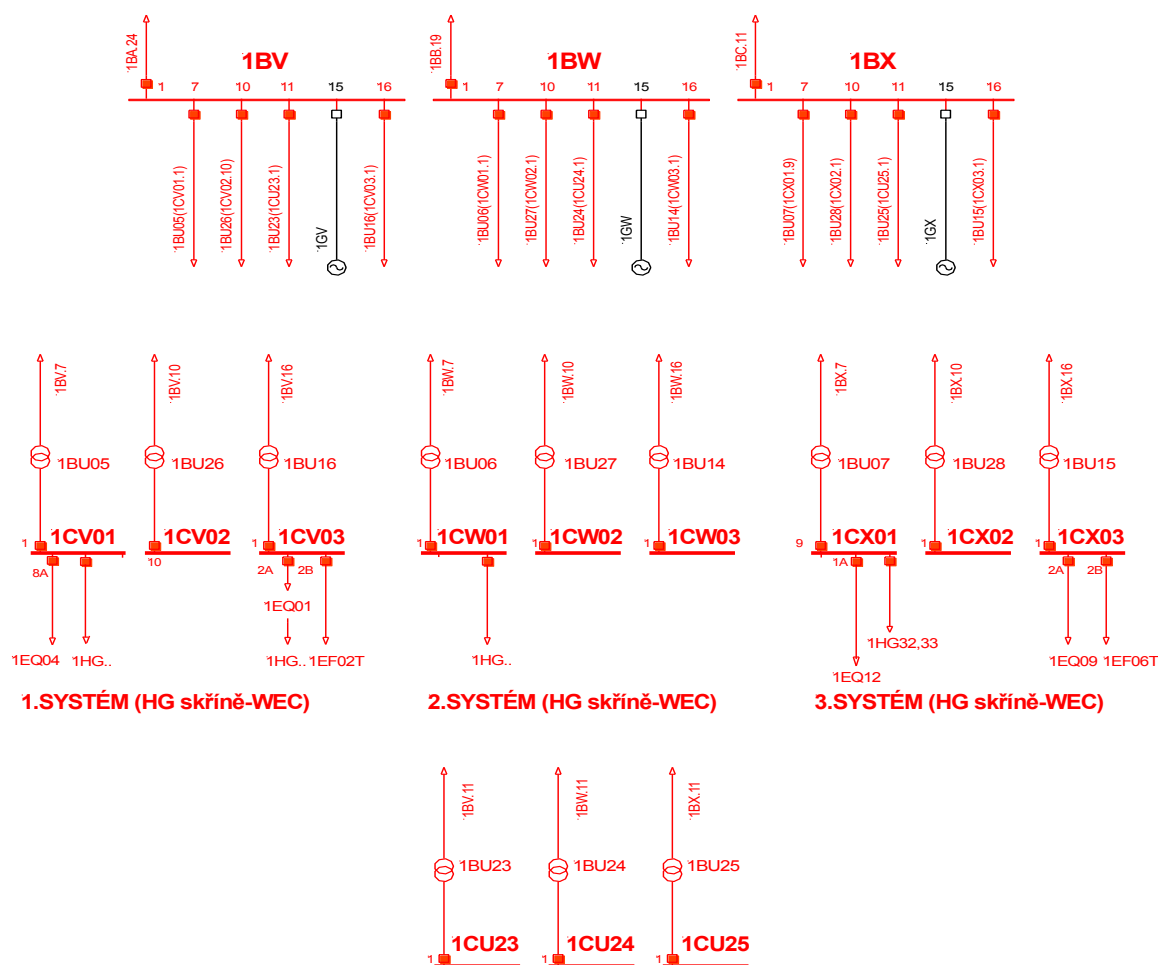 1BA.24
1BV
1 7 10 11 15 16
1BU05(1CV01.1)
1BU26(1CV02.10)
1BU23(1CU23.1)
1GV
1BU16(1CV03.1)
1BB.19
1BW
1 7 10 11 15 16
1BU06(1CW01.1)
1BU27(1CW02.1)
1BU24(1CU24.1)
1GW
1BU14(1CW03.1)
1BC.11
1BX
1 7 10 11 15 16
1BU07(1CX01.9)
1BU28(1CX02.1)
1BU25(1CU25.1)
1GX
1BU15(1CX03.1)
1BV.7
1BU05
1 1CV01
8A
1EQ04 1HG..
1BV.10
1BU26
1CV02
10
1BV.16
1BU16
1 1CV03
2A 2B
1EQ01
1HG.. 1EF02T
1.SYSTÉM (HG skříně-WEC)
1BW.7
1BU06
1 1CW01
1HG..
1BW.10
1BU27
1 1CW02
1BW.16
1BU14
1 1CW03
2.SYSTÉM (HG skříně-WEC)
1BX.7
1BU07
9 1CX01
1A
1HG32,33
1EQ12
1BX.10
1BU28
1 1CX02
1BX.16
1BU15
1 1CX03
2A 2B
1EQ09 1EF06T
3.SYSTÉM (HG skříně-WEC)
1BV.11
1BU23
1 1CU23
1BW.11
1BU24
1 1CU24
1BX.11
1BU25
1 1CU25